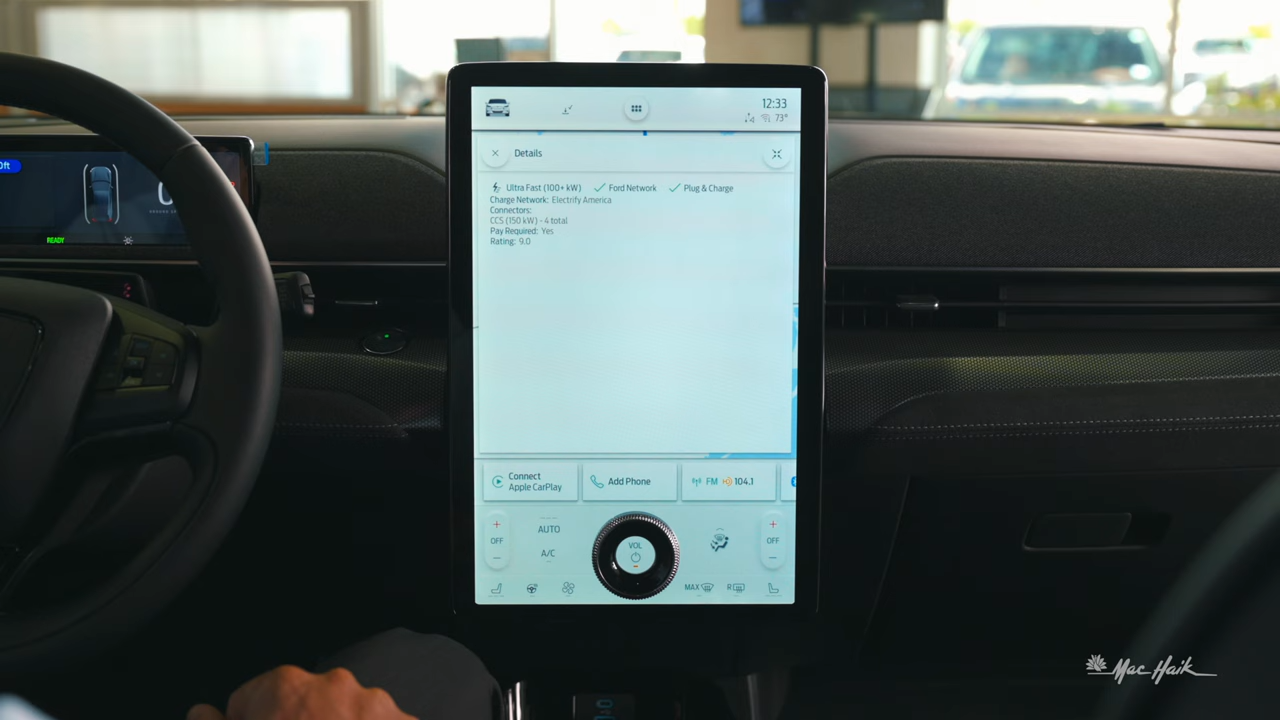 0ft
READY
12:33
73°
Details
Ultra Fast (100+ kW) Ford Network Plug & Charge
Charge Network: Electrify America
Connectors:
CCS (150 kW) - 4 total
Pay Required: Yes
Rating: 9.0
Connect
Apple CarPlay
Add Phone
FM 104.1
OFF
AUTO
A/C
VOL
OFF
MAX
R
Mac Haik